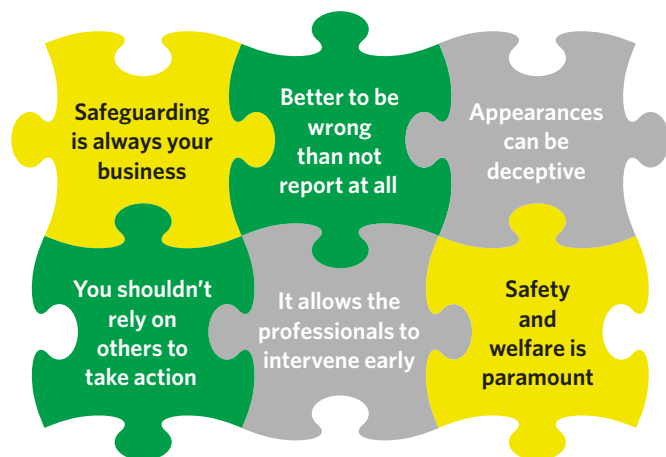 Safeguarding
is always your
business
Better to be
wrong
than not
report at all
Appearances
can be
deceptive
You shouldn't
rely on
others to
take action
It allows the
professionals to
intervene early
Safety
and
welfare is
paramount